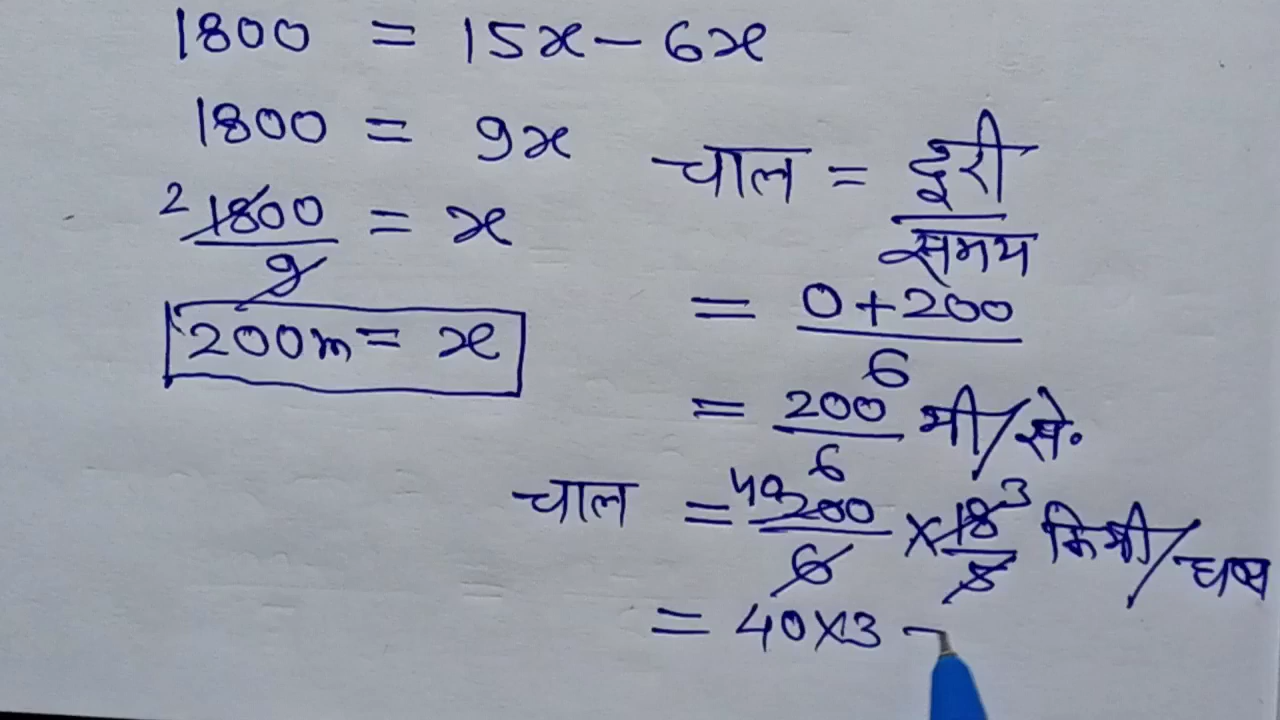 1800 = 15x - 6x
1800 = 9x
2 1800/9 = x
200m = x
चाल = दूरी/समय
= 0+200/6
= 200/6 मी/से.
चाल = 40 200/6 × 18/5 3 किमी/घण्
= 40×3